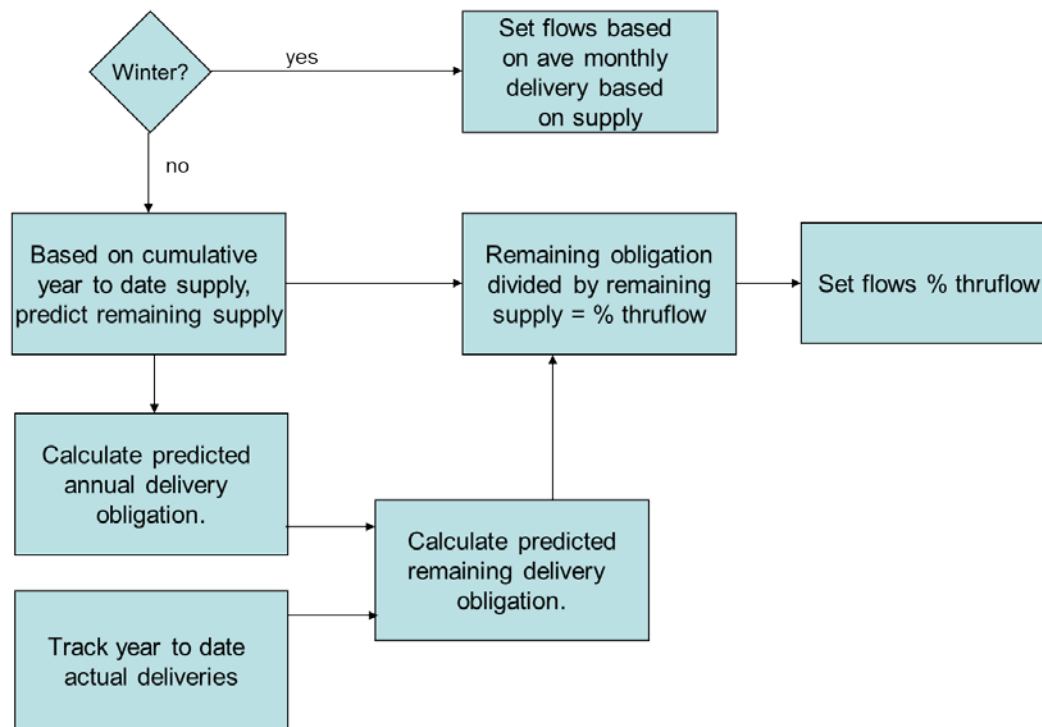 Winter?
yes
Set flows based
on ave monthly
delivery based
on supply
no
Based on cumulative
year to date supply,
predict remaining supply
Remaining obligation
divided by remaining
supply = % thruflow
Set flows % thruflow
Calculate predicted
annual delivery
obligation.
Calculate predicted
remaining delivery
obligation.
Track year to date
actual deliveries